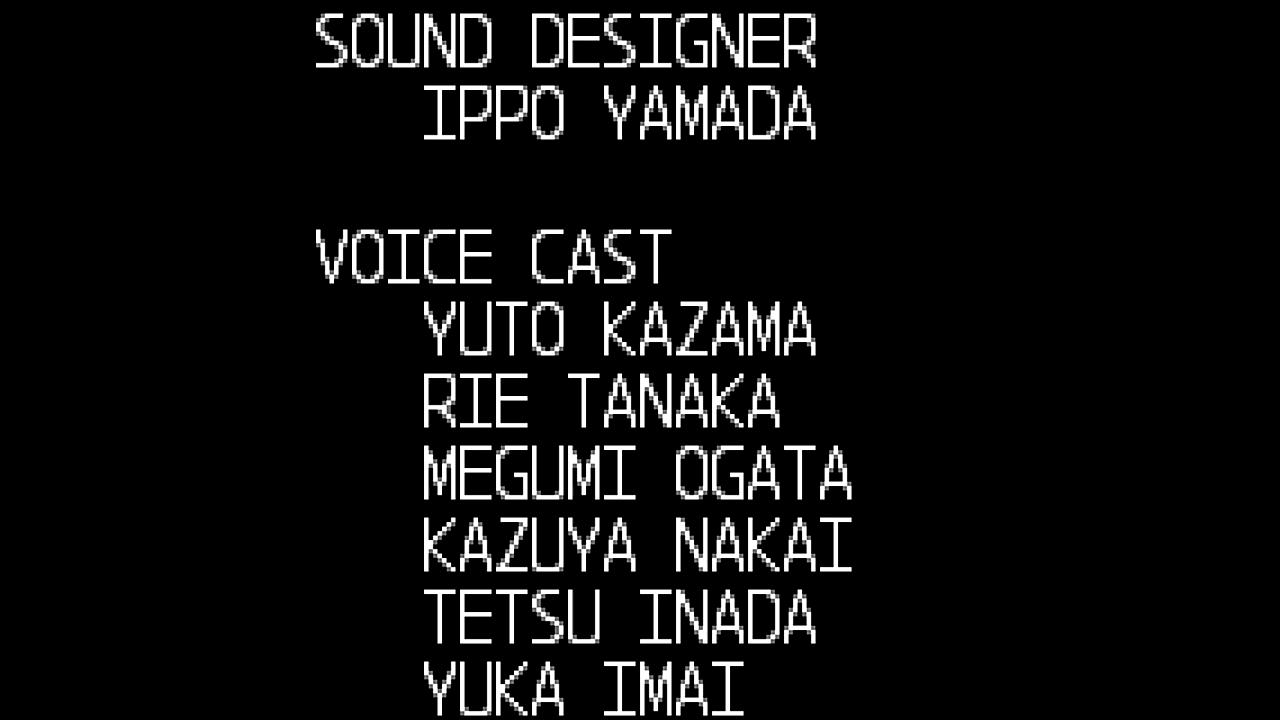 SOUND DESIGNER
IPPO YAMADA
VOICE CAST
YUTO KAZAMA
RIE TANAKA
MEGUMI OGATA
KAZUYA NAKAI
TETSU INADA
YUKA IMAI